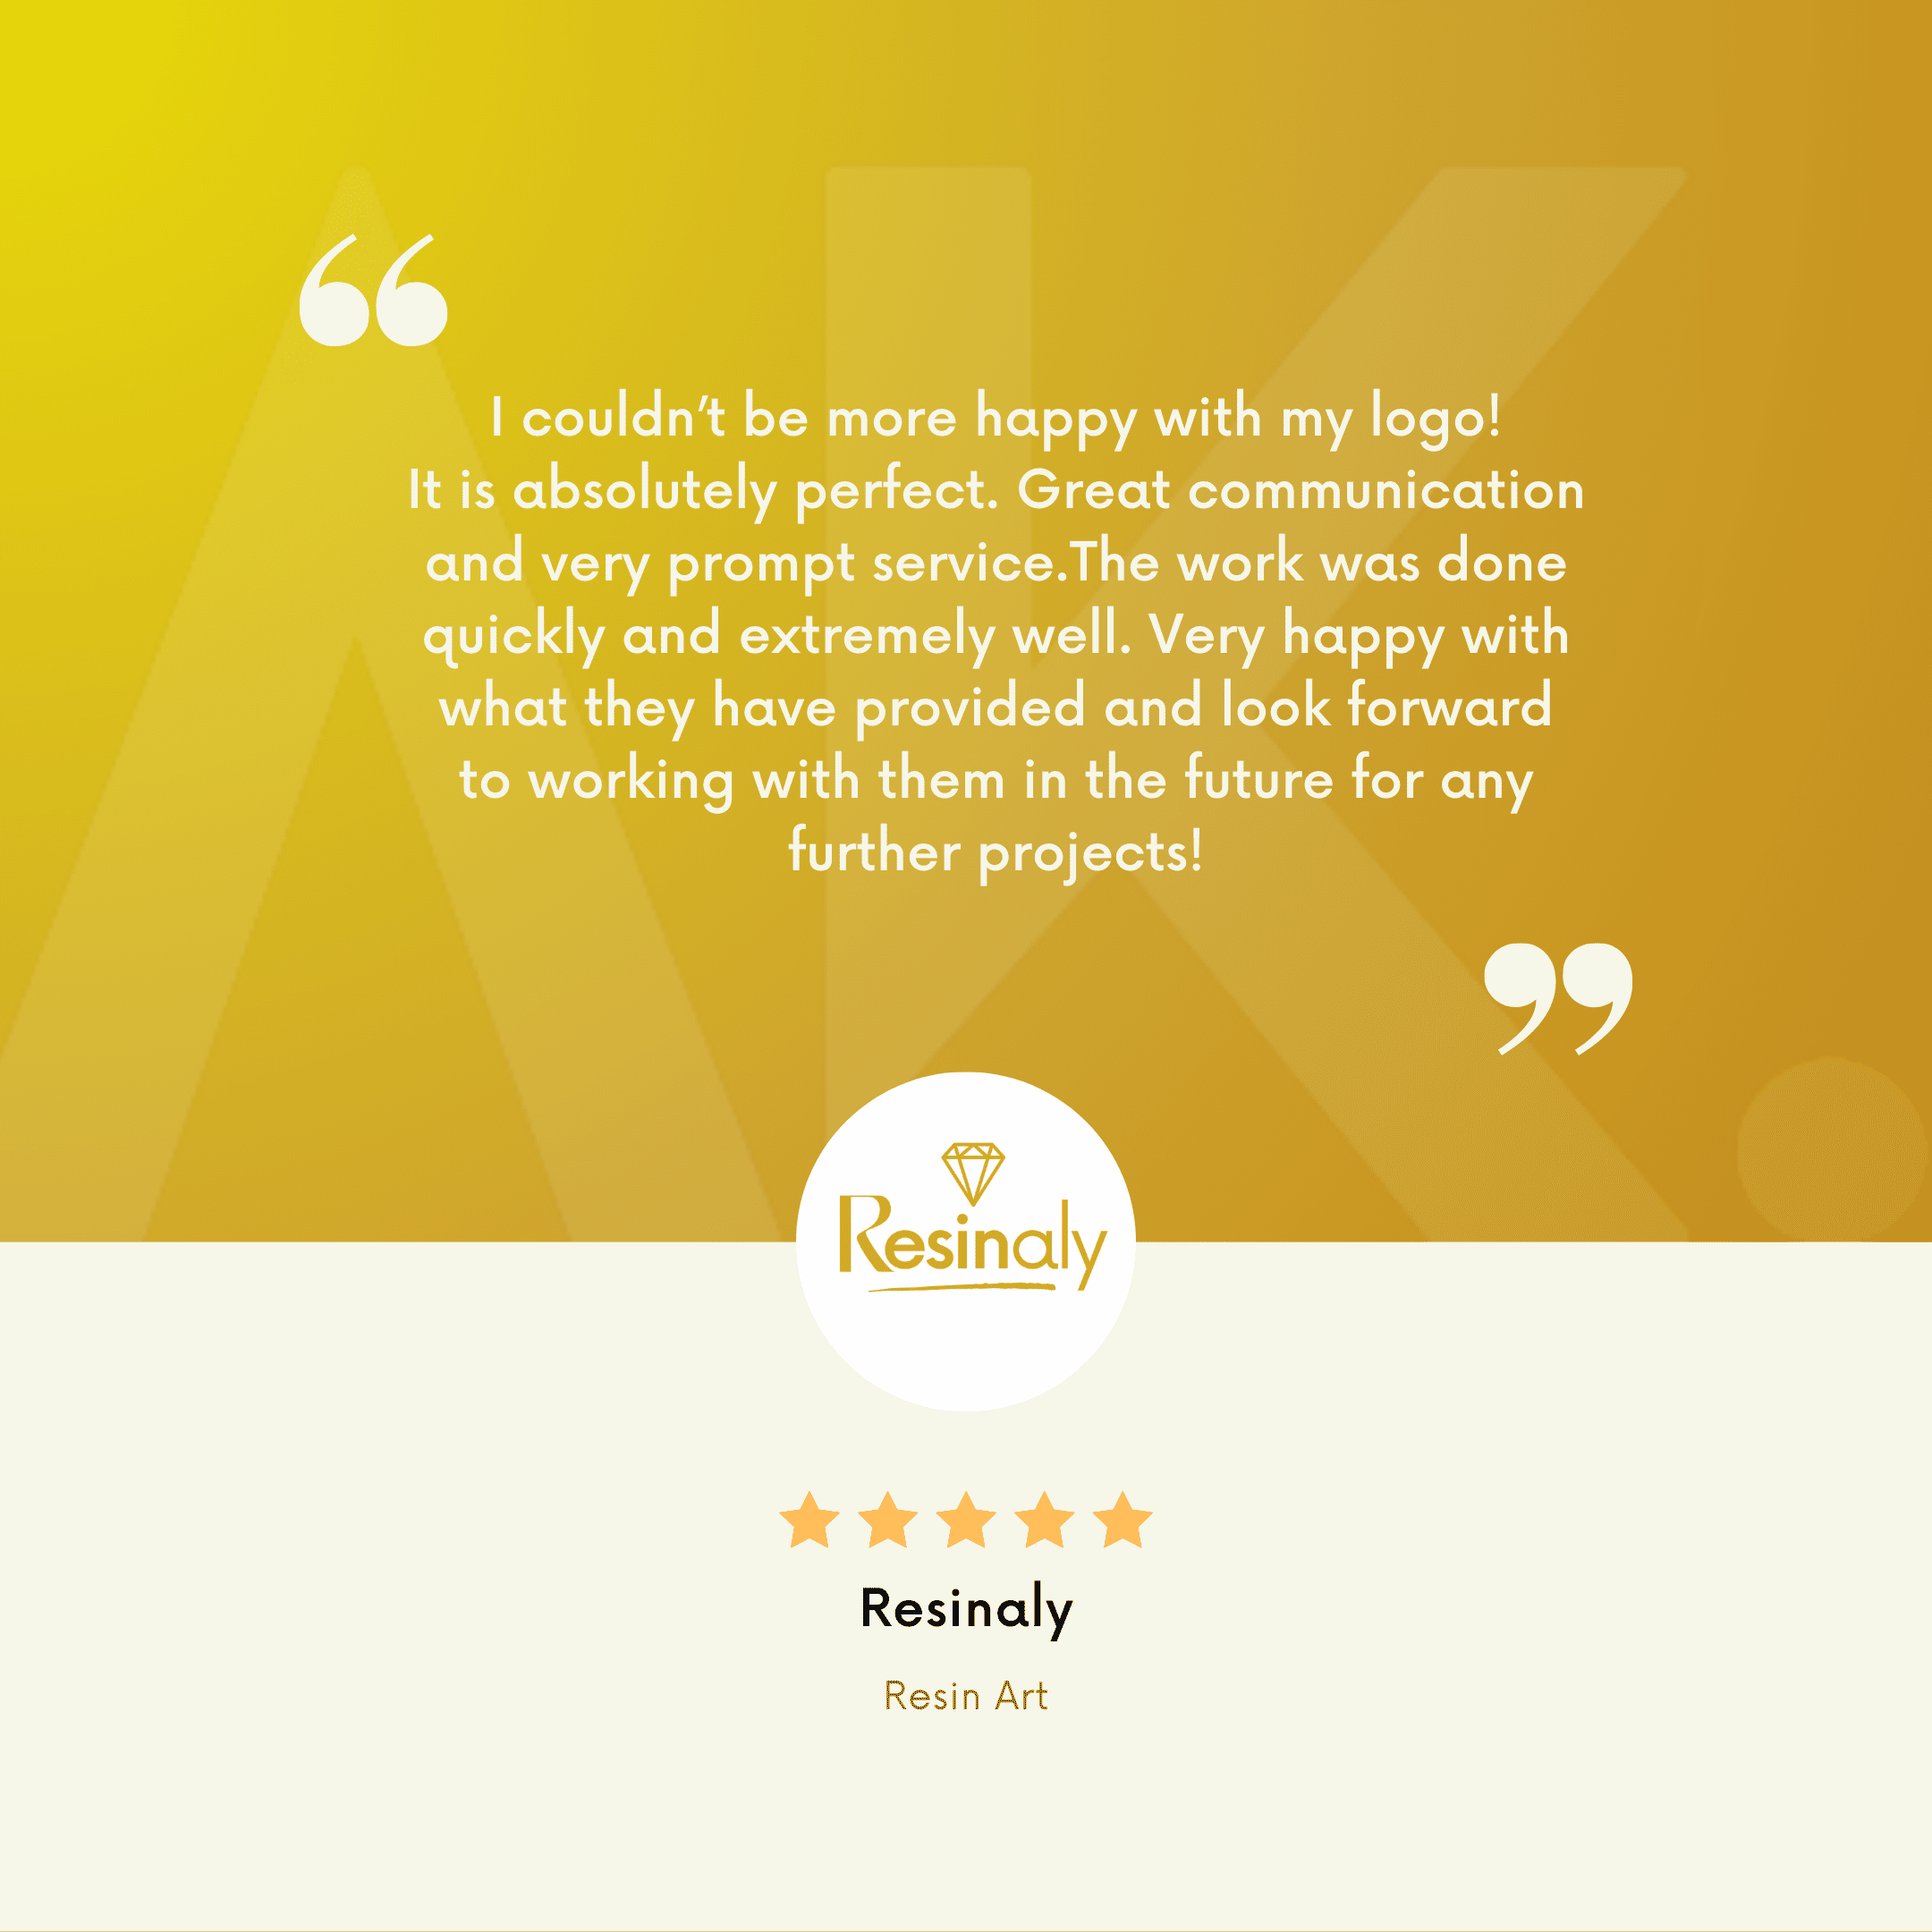 AK.
“
I couldn’t be more happy with my logo!
It is absolutely perfect. Great communication
and very prompt service.The work was done
quickly and extremely well. Very happy with
what they have provided and look forward
to working with them in the future for any
further projects!
”
Resinaly
Resinaly
Resin Art